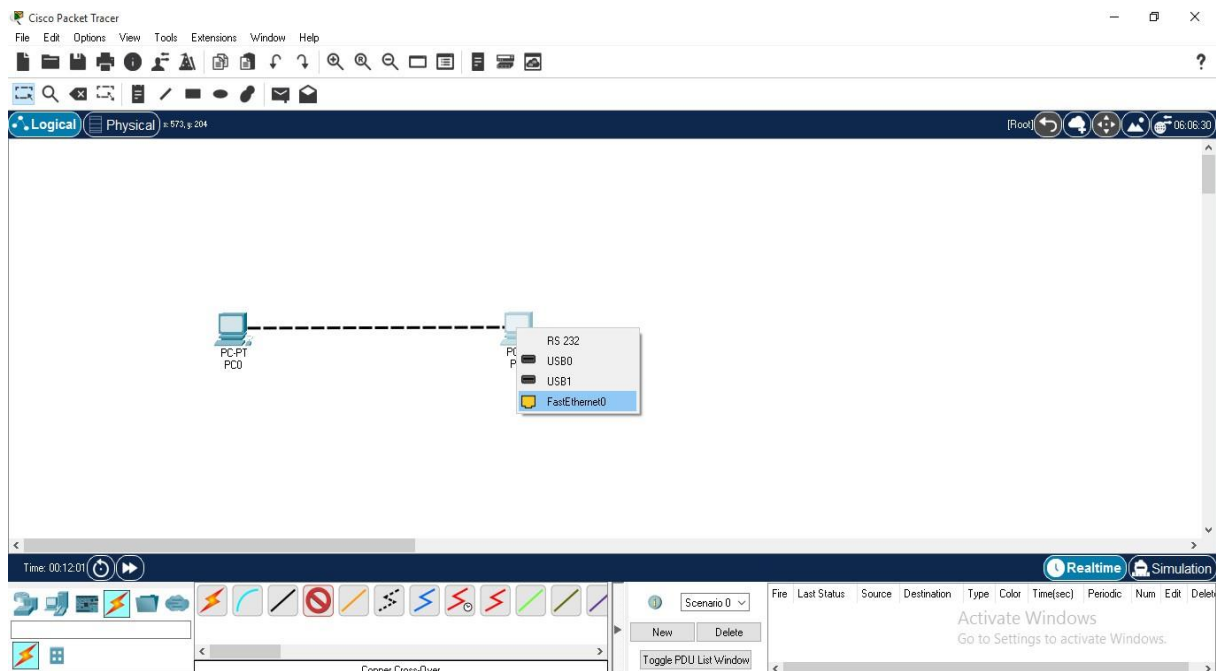 Cisco Packet Tracer
File Edit Options View Tools Extensions Window Help
?
Logical Physical x: 573, y: 204 [Root] 06:06:30
PC-PT
PC0
RS 232
USB0
USB1
FastEthernet0
Time: 00:12:01 Realtime Simulation
Scenario 0
New Delete
Toggle PDU List Window
Fire Last Status Source Destination Type Color Time(sec) Periodic Num Edit
Activate Windows
Go to Settings to activate Windows.
Copper Cross-Over